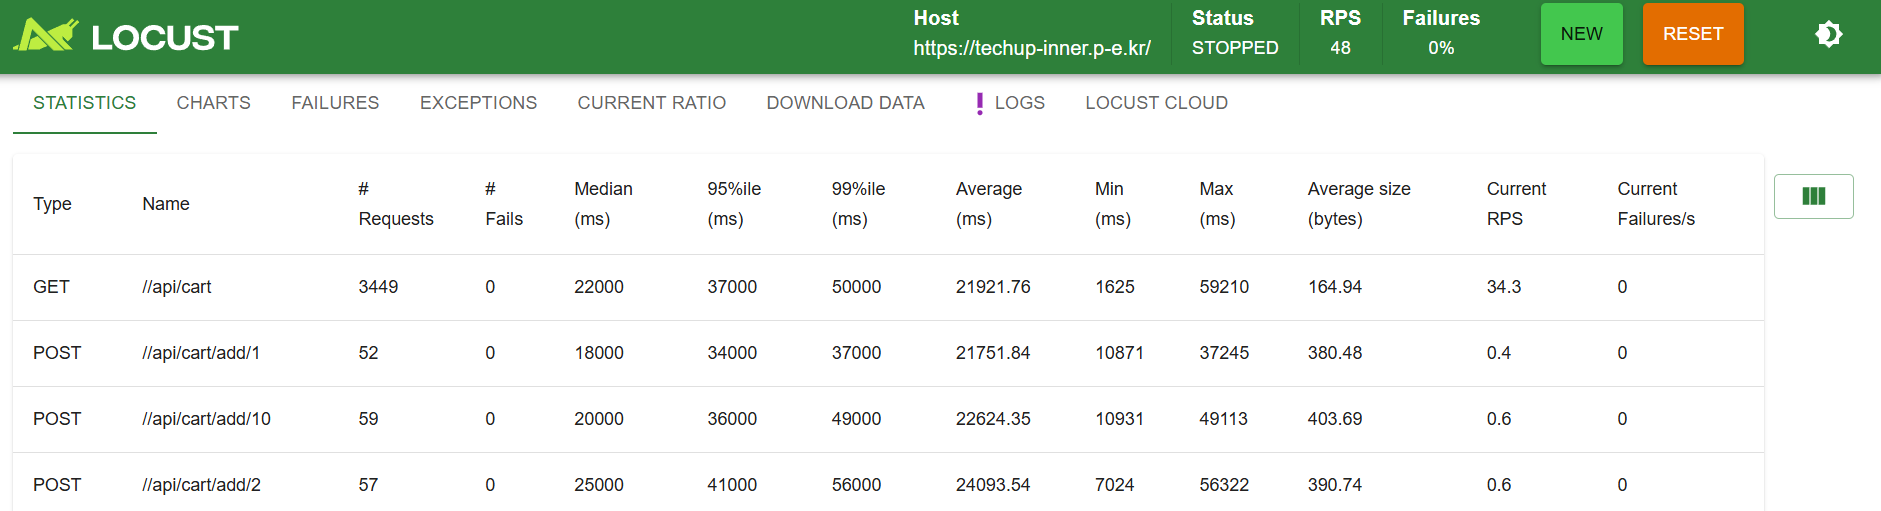 LOCUST
Host
https://techup-inner.p-e.kr/
Status
STOPPED
RPS
48
Failures
0%
NEW
RESET
STATISTICS CHARTS FAILURES EXCEPTIONS CURRENT RATIO DOWNLOAD DATA LOGS LOCUST CLOUD
Type Name # Requests # Fails Median (ms) 95%ile (ms) 99%ile (ms) Average (ms) Min (ms) Max (ms) Average size (bytes) Current RPS Current Failures/s
GET //api/cart 3449 0 22000 37000 50000 21921.76 1625 59210 164.94 34.3 0
POST //api/cart/add/1 52 0 18000 34000 37000 21751.84 10871 37245 380.48 0.4 0
POST //api/cart/add/10 59 0 20000 36000 49000 22624.35 10931 49113 403.69 0.6 0
POST //api/cart/add/2 57 0 25000 41000 56000 24093.54 7024 56322 390.74 0.6 0